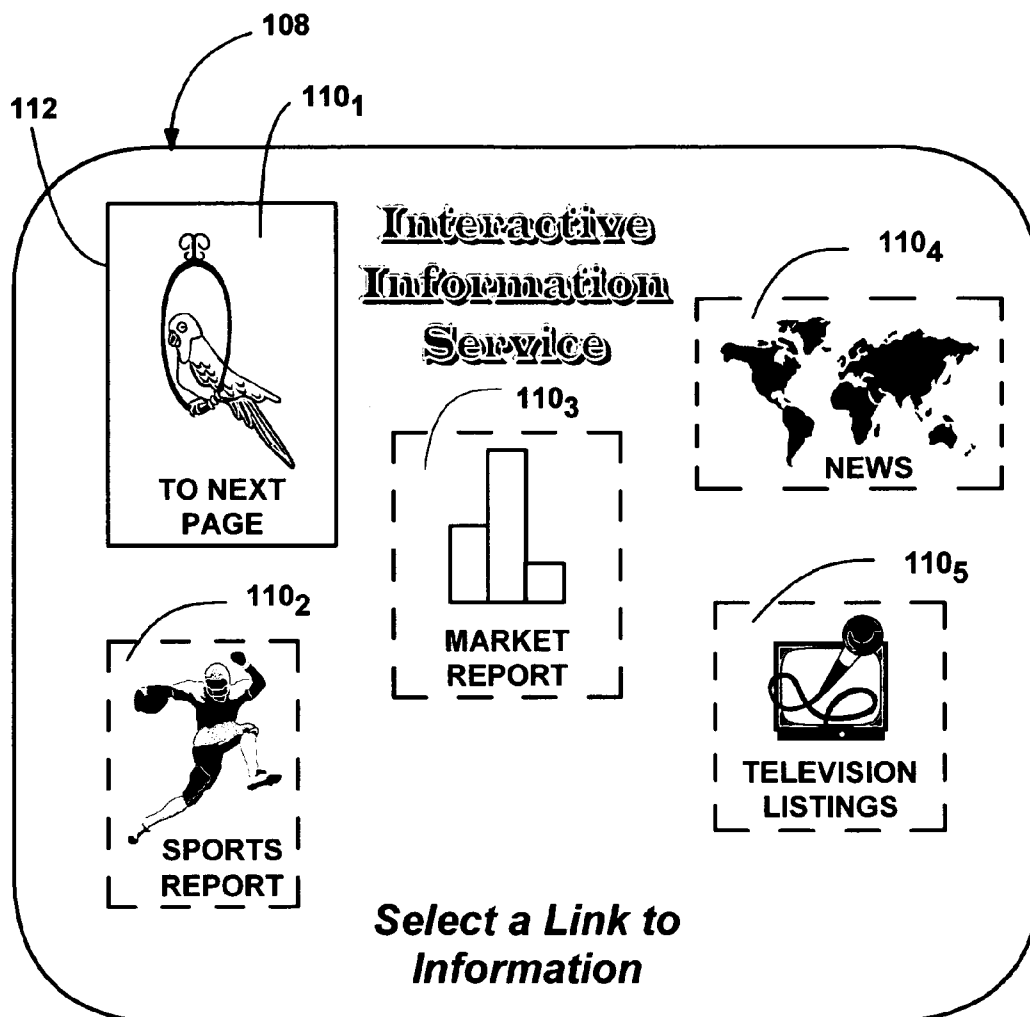 108
112
110₁
Interactive
Information
Service
110₄
NEWS
110₃
TO NEXT
PAGE
MARKET
REPORT
110₂
SPORTS
REPORT
110₅
TELEVISION
LISTINGS
Select a Link to
Information